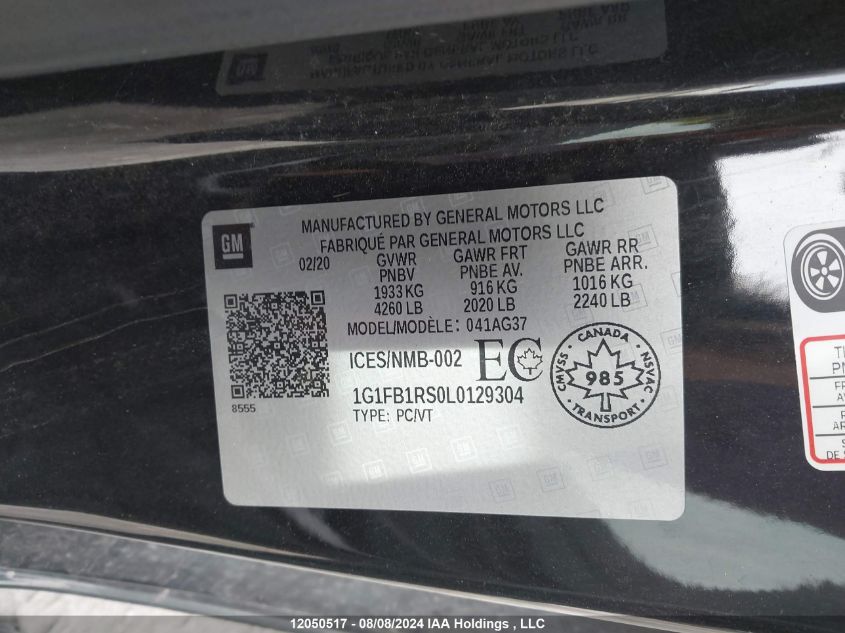 GM
MANUFACTURED BY GENERAL MOTORS LLC
FABRIQUÉ PAR GENERAL MOTORS LLC
02/20 GVWR GAWR FRT GAWR RR
PNBV PNBE AV. PNBE ARR.
1933 KG 916 KG 1016 KG
4260 LB 2020 LB 2240 LB
MODEL/MODÈLE: 041AG37
ICES/NMB-002 EC
CANADA
CMVSS 985 NSVAC
TRANSPORT
1G1FB1RS0L0129304
TYPE: PC/VT
8555
12050517 - 08/08/2024 IAA Holdings , LLC